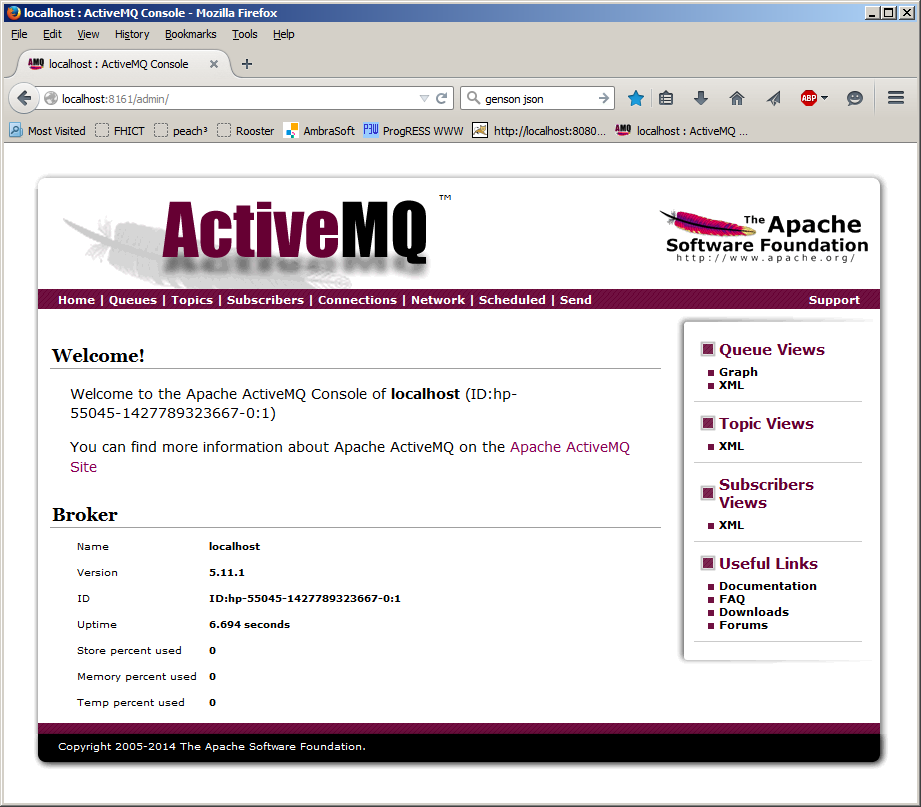 localhost : ActiveMQ Console - Mozilla Firefox
File Edit View History Bookmarks Tools Help
AMQ localhost : ActiveMQ Console
localhost:8161/admin/ genson json ABP
Most Visited FHICT peach³ Rooster AmbraSoft P3W ProgRESS WWW http://localhost:8080... AMQ localhost : ActiveMQ ...
ActiveMQ ™
The Apache
Software Foundation
http://www.apache.org/
Home | Queues | Topics | Subscribers | Connections | Network | Scheduled | Send Support
Welcome!
Welcome to the Apache ActiveMQ Console of localhost (ID:hp-
55045-1427789323667-0:1)
You can find more information about Apache ActiveMQ on the Apache ActiveMQ
Site
Broker
Name localhost
Version 5.11.1
ID ID:hp-55045-1427789323667-0:1
Uptime 6.694 seconds
Store percent used 0
Memory percent used 0
Temp percent used 0
Queue Views
Graph
XML
Topic Views
XML
Subscribers
Views
XML
Useful Links
Documentation
FAQ
Downloads
Forums
Copyright 2005-2014 The Apache Software Foundation.